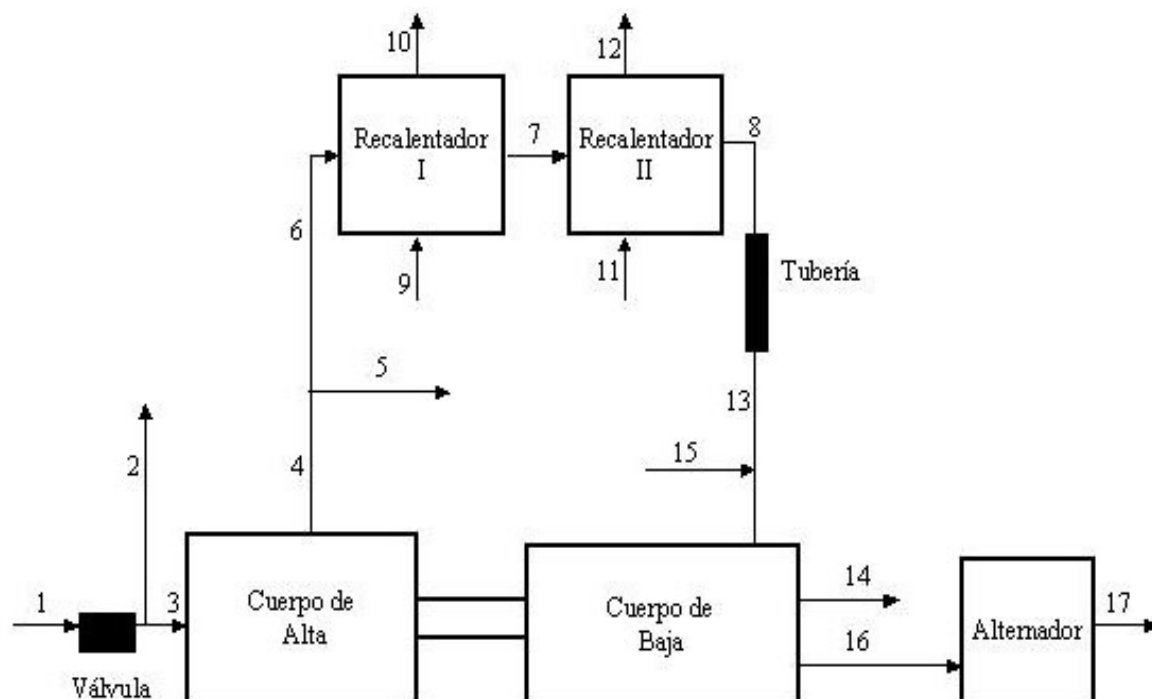 10
12
Recalentador
I
7
Recalentador
II
8
6
9
11
Tubería
5
13
2
4
15
1
3
Cuerpo de
Alta
Cuerpo de
Baja
14
16
Alternador
17
Válvula